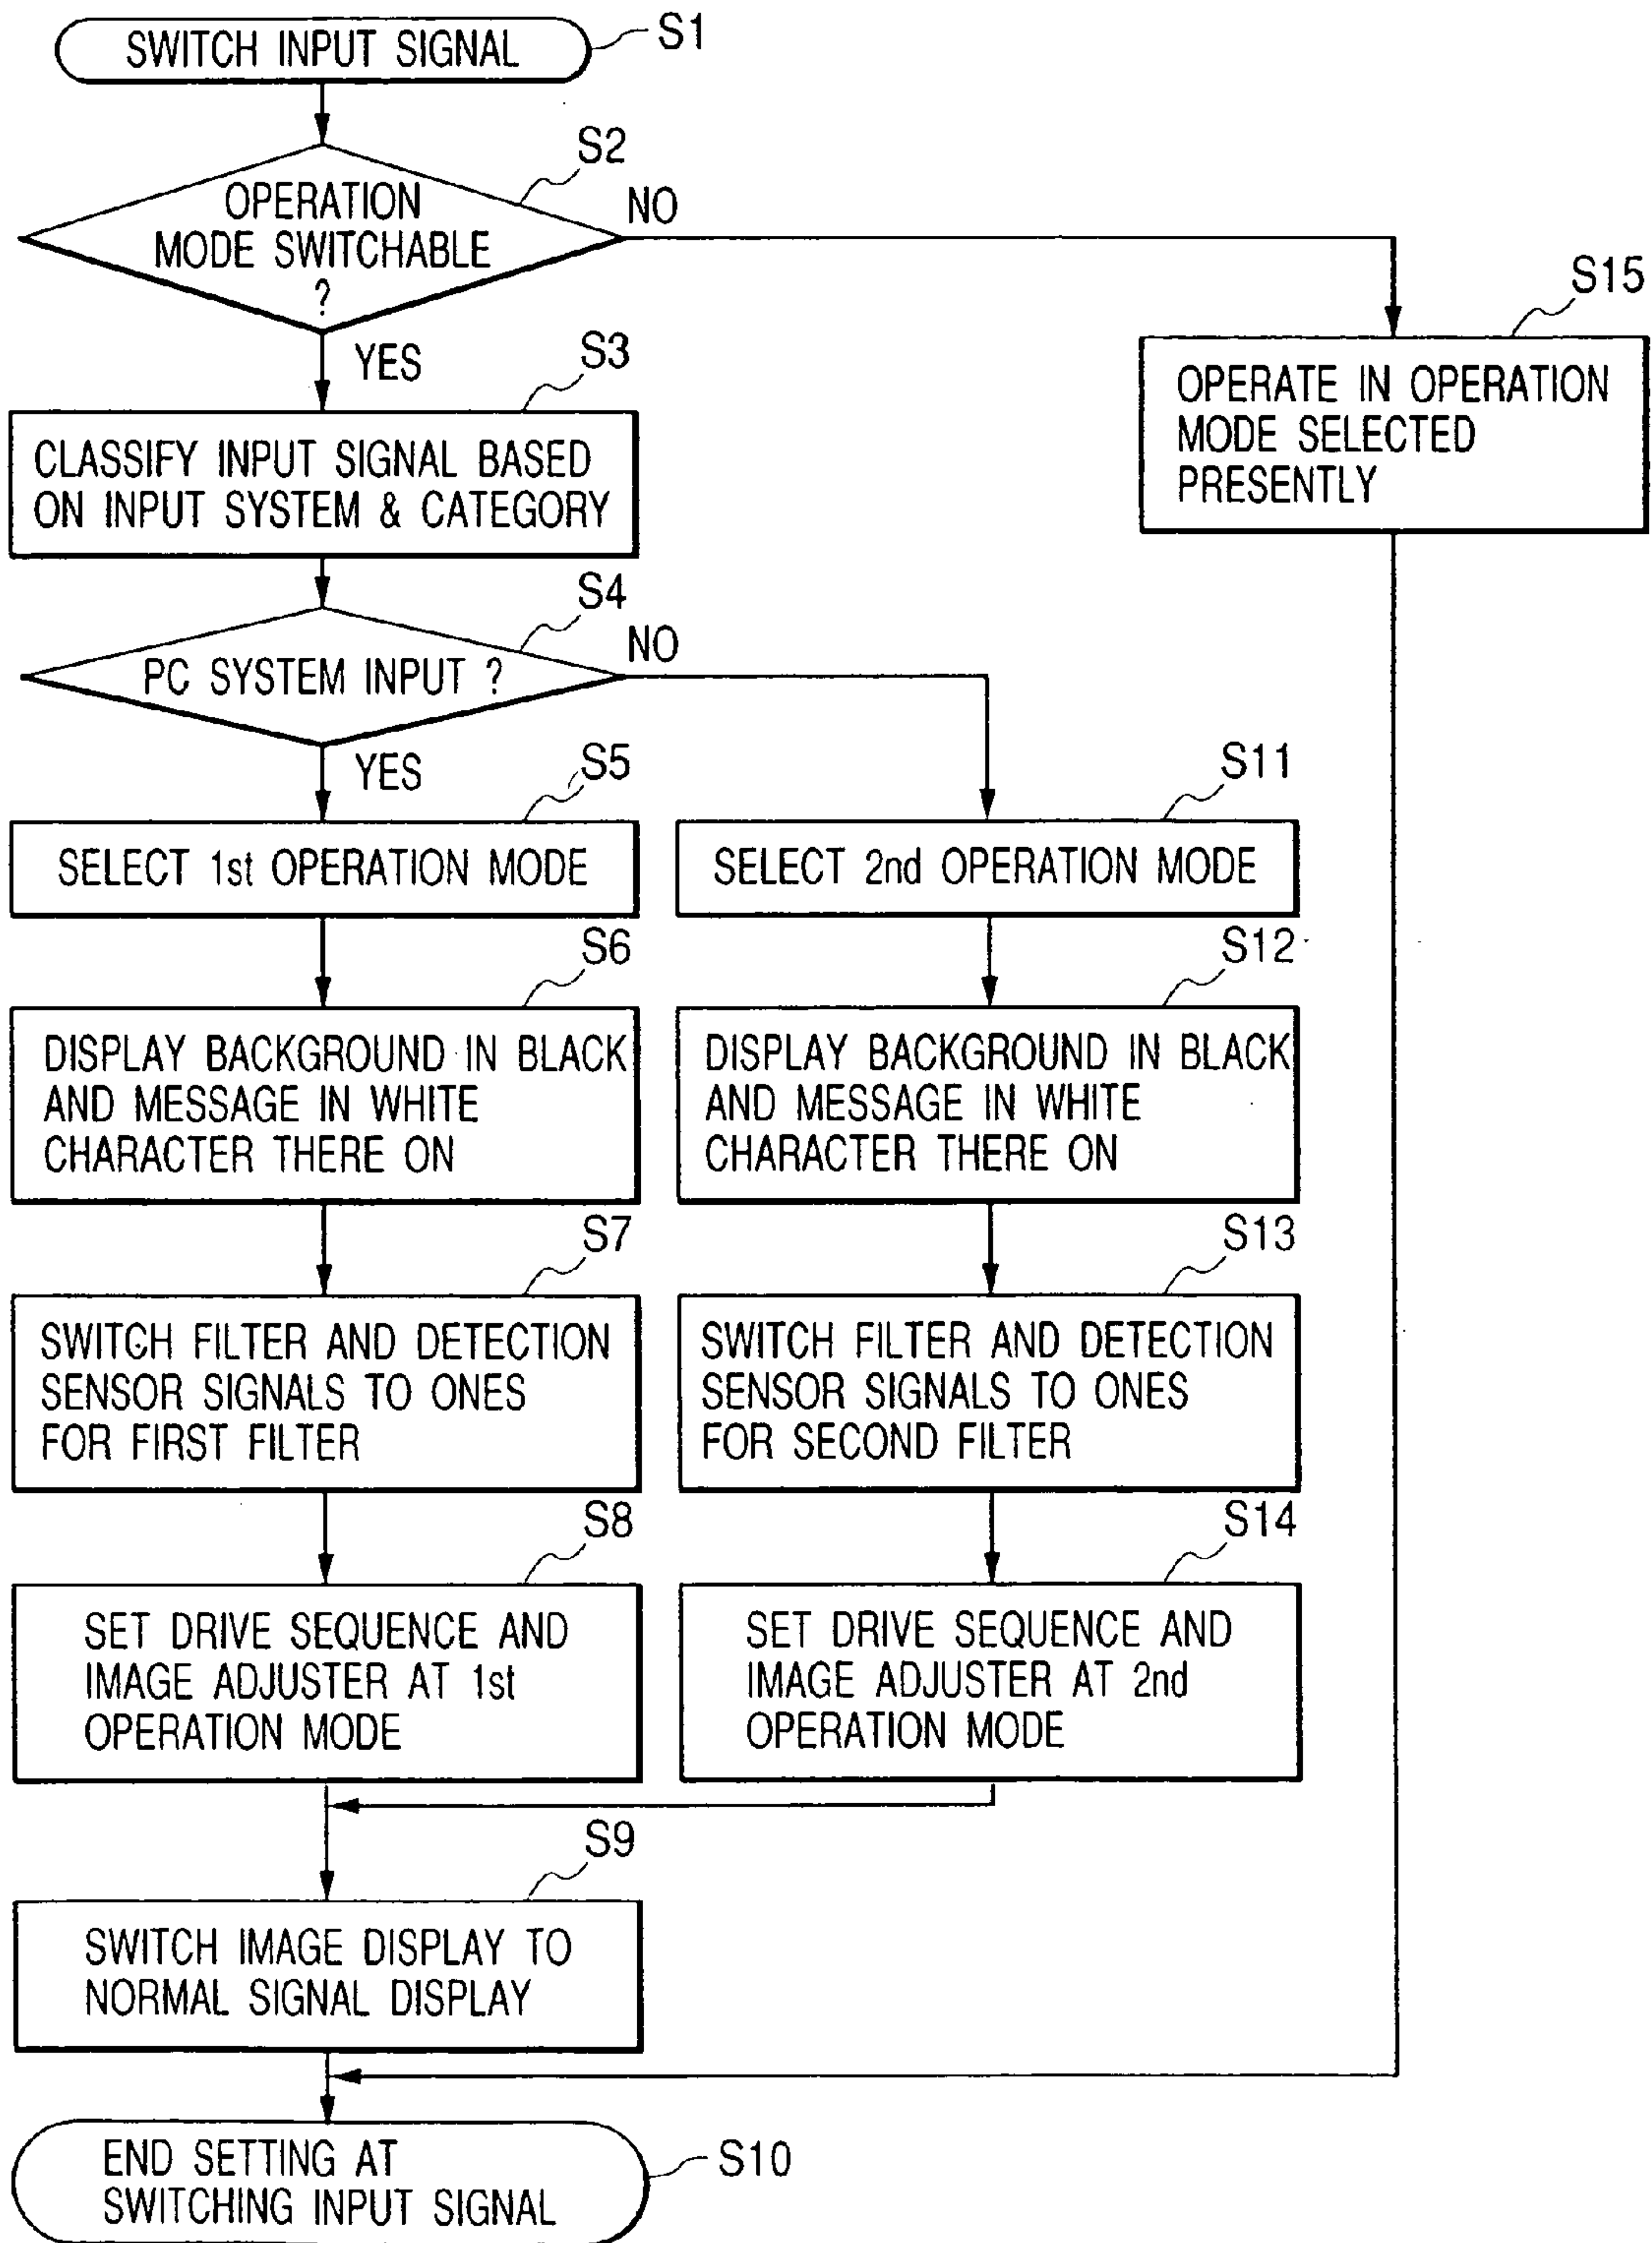 SWITCH INPUT SIGNAL
S1
S2
OPERATION
MODE SWITCHABLE
?
NO
YES
S15
OPERATE IN OPERATION
MODE SELECTED
PRESENTLY
S3
CLASSIFY INPUT SIGNAL BASED
ON INPUT SYSTEM & CATEGORY
S4
PC SYSTEM INPUT ?
NO
YES
S5
SELECT 1st OPERATION MODE
S11
SELECT 2nd OPERATION MODE
S6
DISPLAY BACKGROUND IN BLACK
AND MESSAGE IN WHITE
CHARACTER THERE ON
S12
DISPLAY BACKGROUND IN BLACK
AND MESSAGE IN WHITE
CHARACTER THERE ON
S7
SWITCH FILTER AND DETECTION
SENSOR SIGNALS TO ONES
FOR FIRST FILTER
S13
SWITCH FILTER AND DETECTION
SENSOR SIGNALS TO ONES
FOR SECOND FILTER
S8
SET DRIVE SEQUENCE AND
IMAGE ADJUSTER AT 1st
OPERATION MODE
S14
SET DRIVE SEQUENCE AND
IMAGE ADJUSTER AT 2nd
OPERATION MODE
S9
SWITCH IMAGE DISPLAY TO
NORMAL SIGNAL DISPLAY
END SETTING AT
SWITCHING INPUT SIGNAL
S10